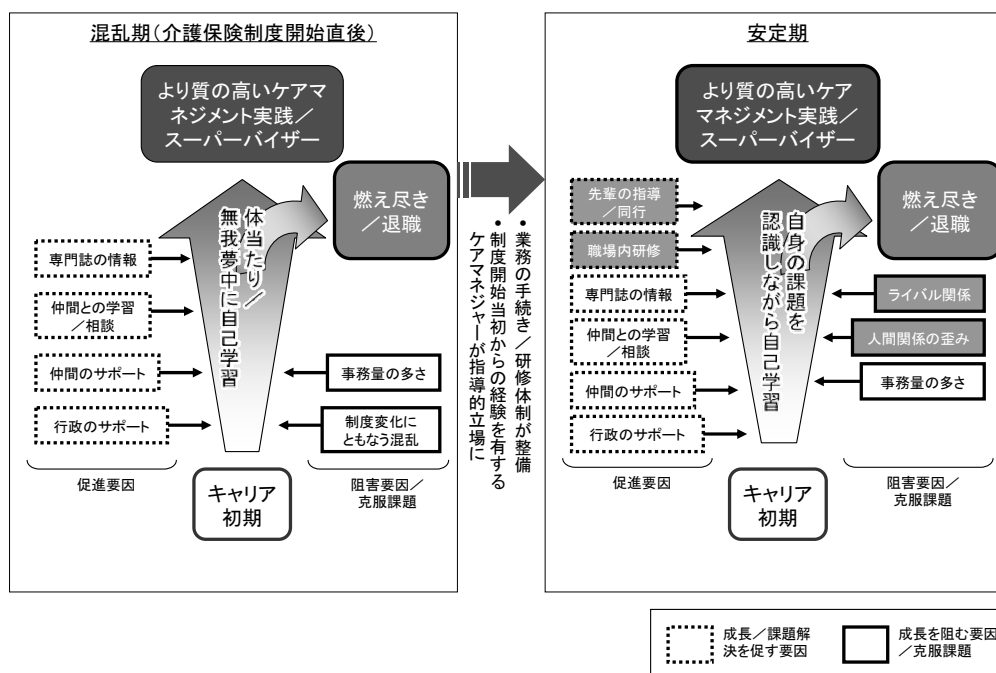 混乱期(介護保険制度開始直後)
より質の高いケアマ
ネジメント実践/
スーパーバイザー
燃え尽き
/退職
体当たり/
無我夢中に自己学習
専門誌の情報
仲間との学習
/相談
仲間のサポート
行政のサポート
事務量の多さ
制度変化に
ともなう混乱
促進要因
キャリア
初期
阻害要因/
克服課題
・業務の手続き/研修体制が整備
・制度開始当初からの経験を有する
ケアマネジャーが指導的立場に
安定期
より質の高いケア
マネジメント実践/
スーパーバイザー
先輩の指導
/同行
燃え尽き
/退職
自身の課題を
認識しながら自己学習
職場内研修
専門誌の情報
仲間との学習
/相談
仲間のサポート
行政のサポート
ライバル関係
人間関係の歪み
事務量の多さ
促進要因
キャリア
初期
阻害要因/
克服課題
成長/課題解
決を促す要因
成長を阻む要因
/克服課題